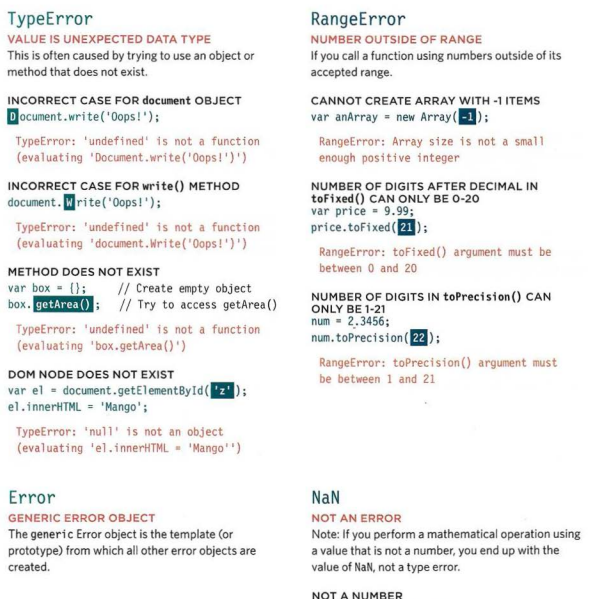 TypeError
VALUE IS UNEXPECTED DATA TYPE
This is often caused by trying to use an object or
method that does not exist.
INCORRECT CASE FOR document OBJECT
Document.write('Oops!');
TypeError: 'undefined' is not a function
(evaluating 'Document.write('Oops!')')
INCORRECT CASE FOR write() METHOD
document.Write('Oops!');
TypeError: 'undefined' is not a function
(evaluating 'document.Write('Oops!')')
METHOD DOES NOT EXIST
var box = {}; // Create empty object
box.getArea(); // Try to access getArea()
TypeError: 'undefined' is not a function
(evaluating 'box.getArea()')
DOM NODE DOES NOT EXIST
var el = document.getElementById('z');
el.innerHTML = 'Mango';
TypeError: 'null' is not an object
(evaluating 'el.innerHTML = 'Mango'')
RangeError
NUMBER OUTSIDE OF RANGE
If you call a function using numbers outside of its
accepted range.
CANNOT CREATE ARRAY WITH -1 ITEMS
var anArray = new Array(-1);
RangeError: Array size is not a small
enough positive integer
NUMBER OF DIGITS AFTER DECIMAL IN
toFixed() CAN ONLY BE 0-20
var price = 9.99;
price.toFixed(21);
RangeError: toFixed() argument must be
between 0 and 20
NUMBER OF DIGITS IN toPrecision() CAN
ONLY BE 1-21
num = 2.3456;
num.toPrecision(22);
RangeError: toPrecision() argument must
be between 1 and 21
Error
GENERIC ERROR OBJECT
The generic Error object is the template (or
prototype) from which all other error objects are
created.
NaN
NOT AN ERROR
Note: If you perform a mathematical operation using
a value that is not a number, you end up with the
value of NaN, not a type error.
NOT A NUMBER